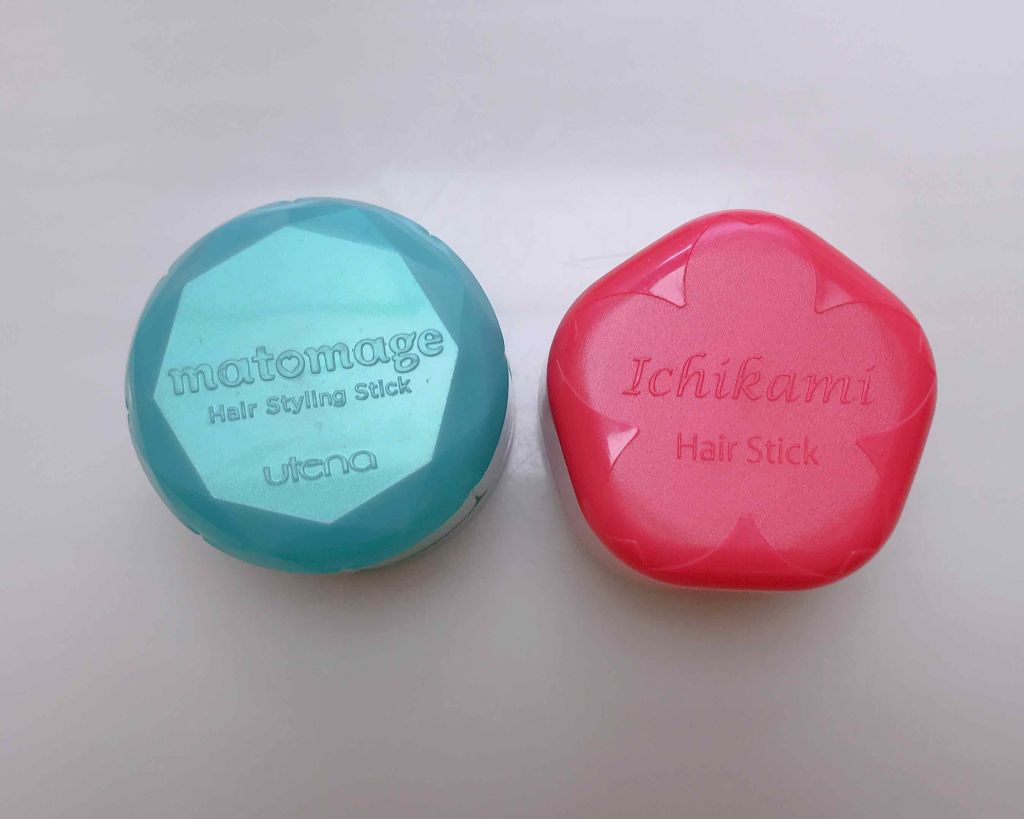 matomage
Hair Styling Stick
utena
Ichikami
Hair Stick